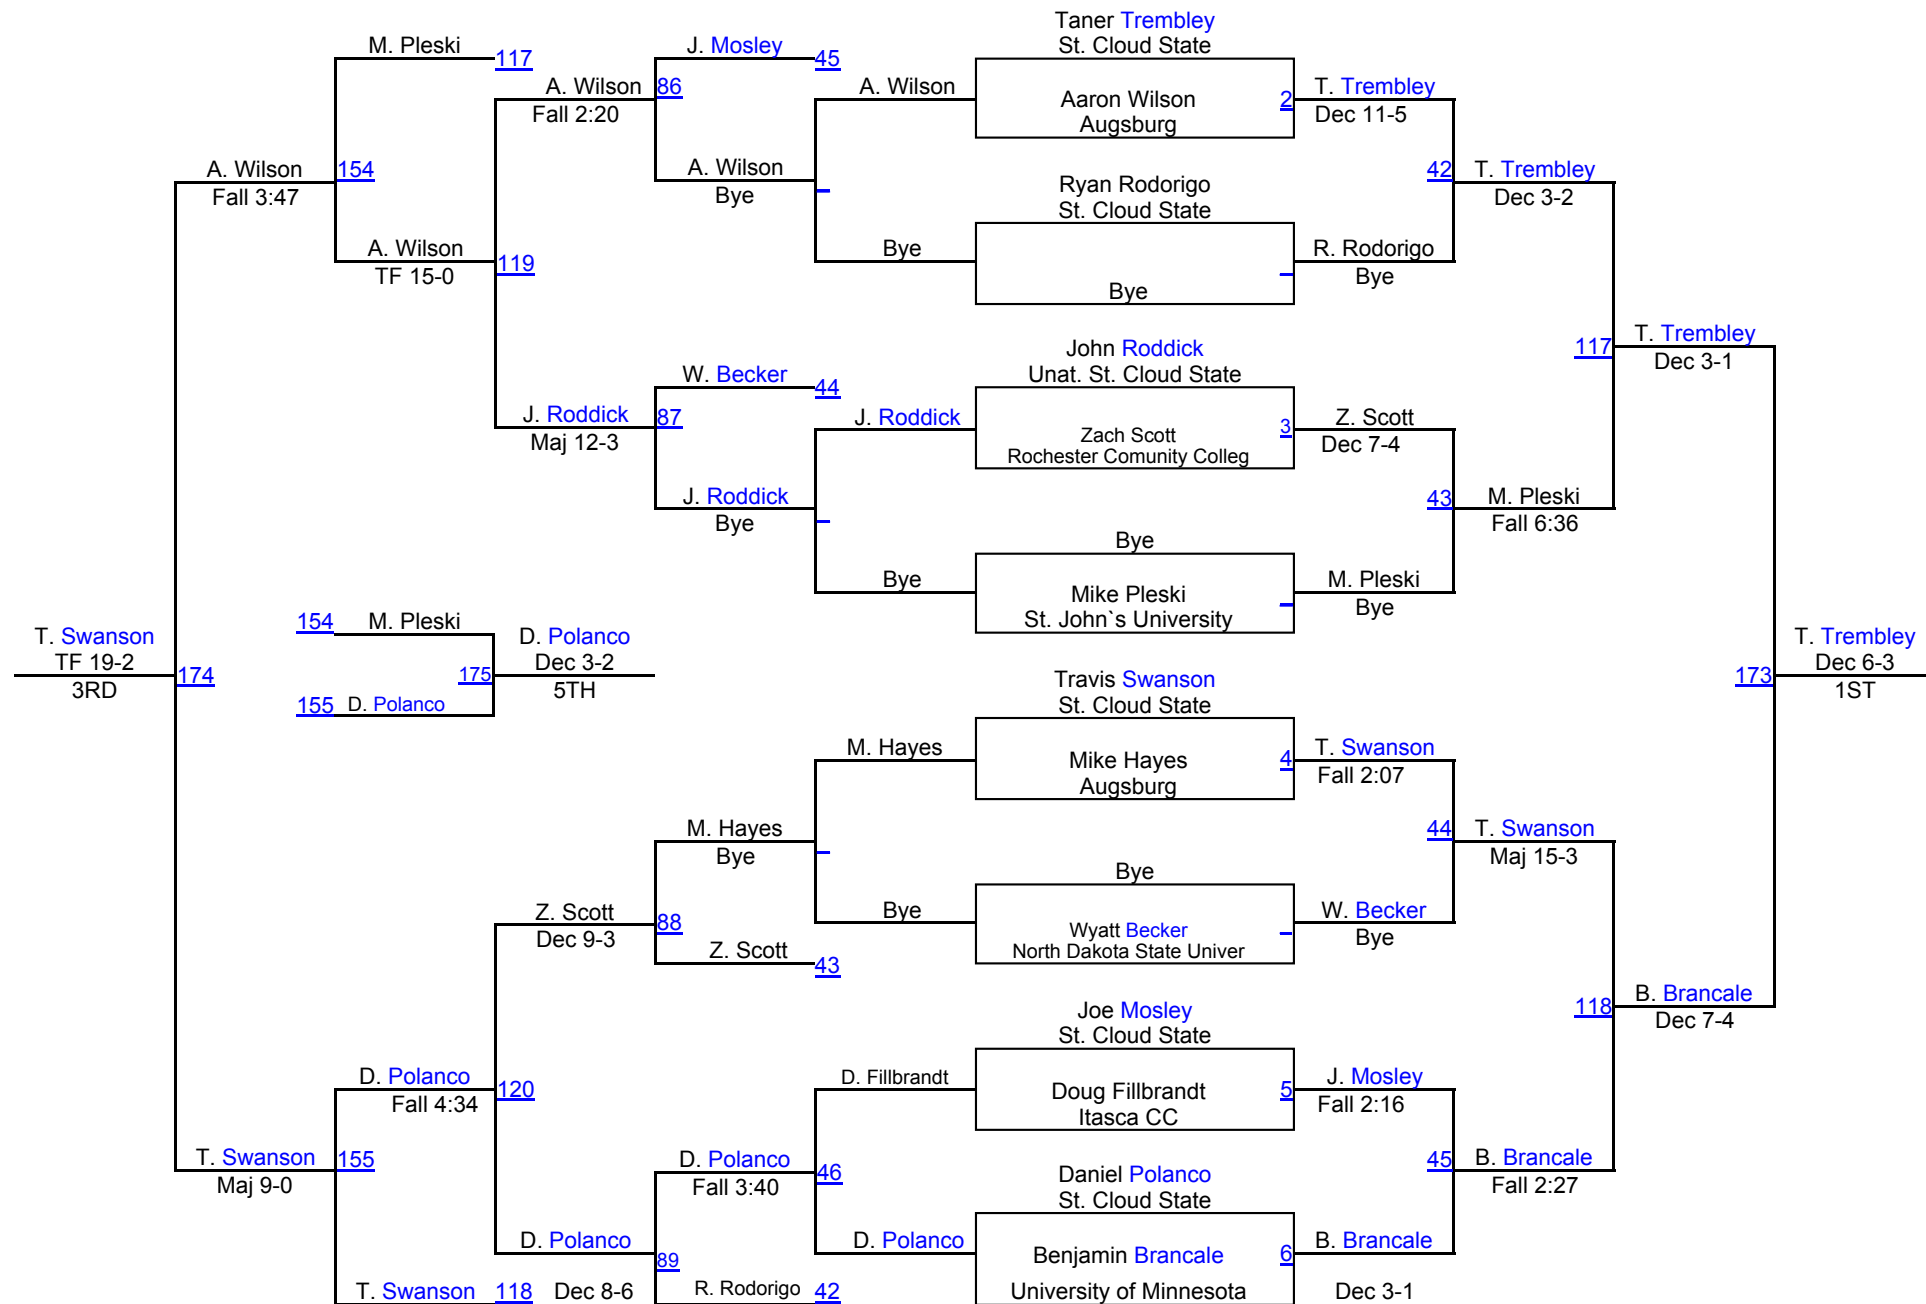 Taner Trembley
M. Pleski
J. Mosley
St. Cloud State
117
45
A. Wilson
86
A. Wilson
Aaron Wilson
2
T. Trembley
Fall 2:20
Augsburg
Dec 11-5
A. Wilson
154
A. Wilson
42
T. Trembley
Fall 3:47
Bye
Ryan Rodorigo
St. Cloud State
Dec 3-2
A. Wilson
119
Bye
R. Rodorigo
TF 15-0
Bye
Bye
John Roddick
117
T. Trembley
W. Becker
44
Unat. St. Cloud State
Dec 3-1
J. Roddick
87
J. Roddick
Zach Scott
3
Z. Scott
Maj 12-3
Rochester Comunity Colleg
Dec 7-4
J. Roddick
43
M. Pleski
Bye
Bye
Fall 6:36
Bye
Mike Pleski
M. Pleski
St. John`s University
Bye
154
M. Pleski
T. Swanson
D. Polanco
T. Trembley
TF 19-2
174
175
Dec 3-2
173
Dec 6-3
3RD
155
D. Polanco
5TH
1ST
Travis Swanson
St. Cloud State
M. Hayes
Mike Hayes
4
T. Swanson
Augsburg
Fall 2:07
M. Hayes
44
T. Swanson
Bye
Maj 15-3
Bye
Z. Scott
88
Bye
Wyatt Becker
W. Becker
Dec 9-3
North Dakota State Univer
Bye
Z. Scott
43
Joe Mosley
118
B. Brancale
St. Cloud State
Dec 7-4
D. Polanco
120
D. Fillbrandt
Doug Fillbrandt
5
J. Mosley
Fall 4:34
Itasca CC
Fall 2:16
T. Swanson
155
D. Polanco
46
Daniel Polanco
45
B. Brancale
Maj 9-0
Fall 3:40
St. Cloud State
Fall 2:27
D. Polanco
89
D. Polanco
Benjamin Brancale
6
B. Brancale
T. Swanson
118
Dec 8-6
R. Rodorigo
42
University of Minnesota
Dec 3-1